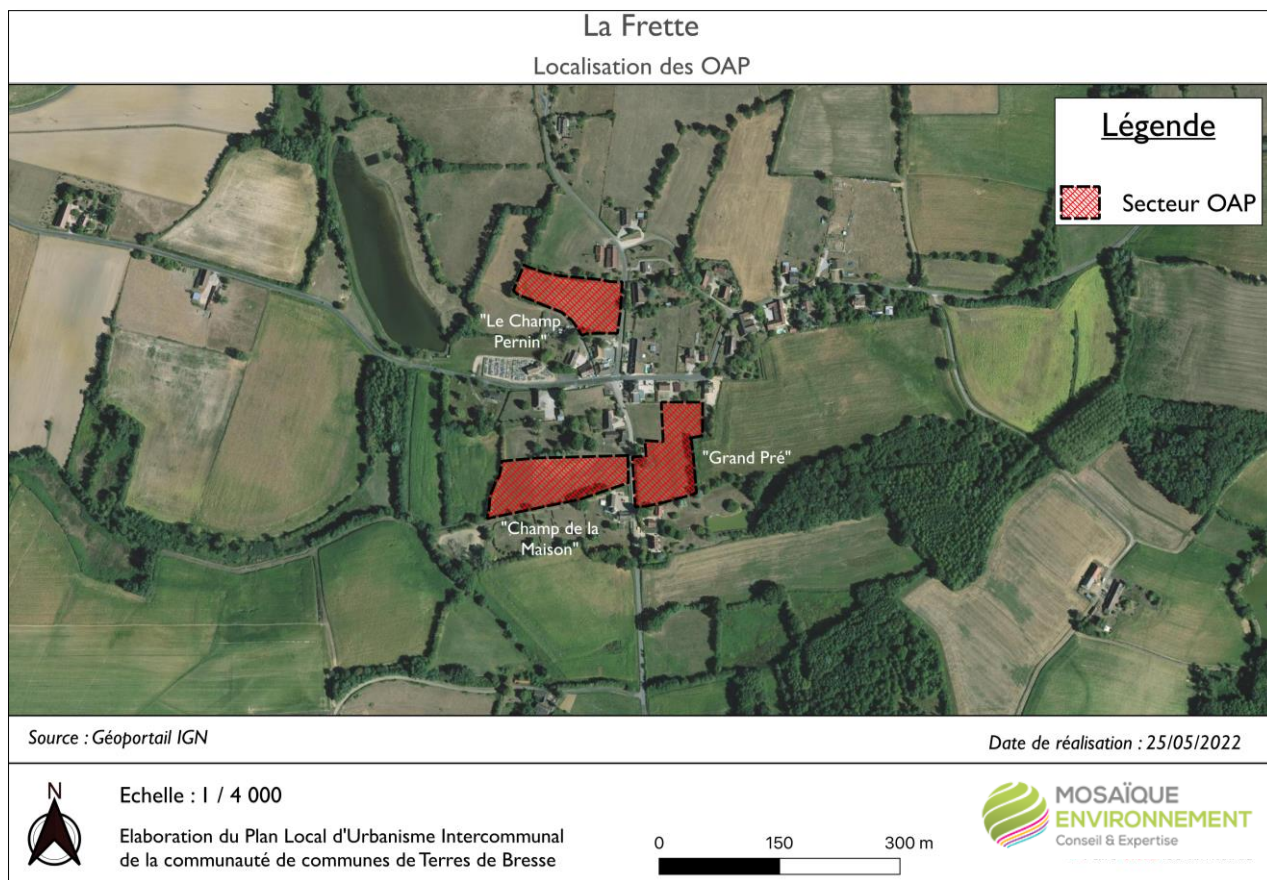 La Frette
Localisation des OAP
Légende
Secteur OAP
"Le Champ
Pernin"
"Grand Pré"
"Champ de la
Maison"
Source : Géoportail IGN
Date de réalisation : 25/05/2022
N
Echelle : 1 / 4 000
Elaboration du Plan Local d'Urbanisme Intercommunal
de la communauté de communes de Terres de Bresse
0 150 300 m
MOSAÏQUE
ENVIRONNEMENT
Conseil & Expertise